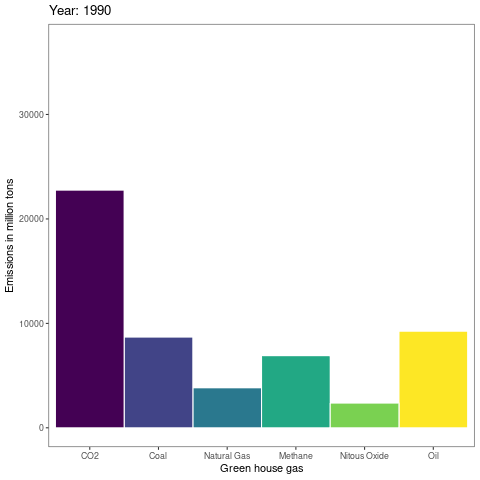 Year: 1990
Emissions in million tons
30000
20000
10000
0
CO2 Coal Natural Gas Methane Nitous Oxide Oil
Green house gas